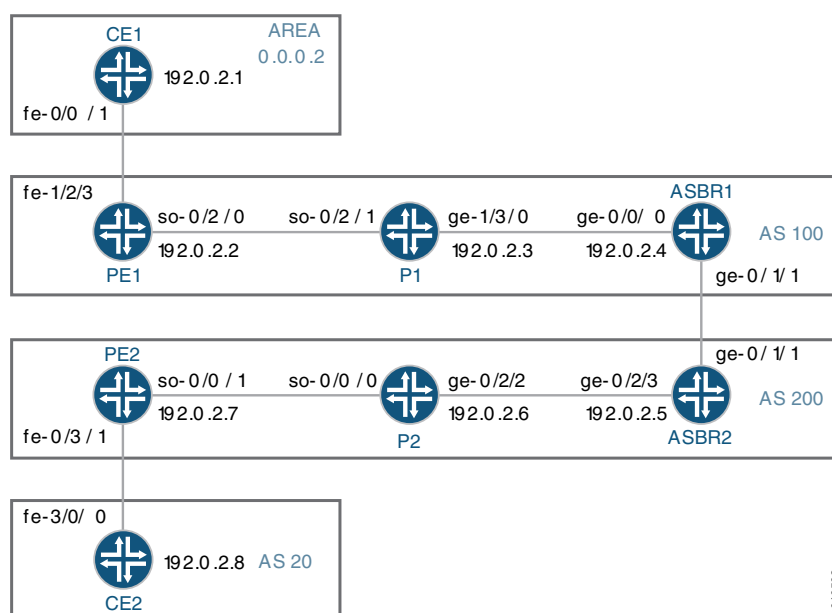 CE1
AREA
0.0.0.2
192.0.2.1
fe-0/0/1
fe-1/2/3
ASBR1
so-0/2/0
so-0/2/1
ge-1/3/0
ge-0/0/0
AS 100
192.0.2.2
192.0.2.3
192.0.2.4
PE1
P1
ge-0/1/1
PE2
ge-0/1/1
so-0/0/1
so-0/0/0
ge-0/2/2
ge-0/2/3
AS 200
192.0.2.7
192.0.2.6
192.0.2.5
fe-0/3/1
P2
ASBR2
fe-3/0/0
192.0.2.8 AS 20
CE2